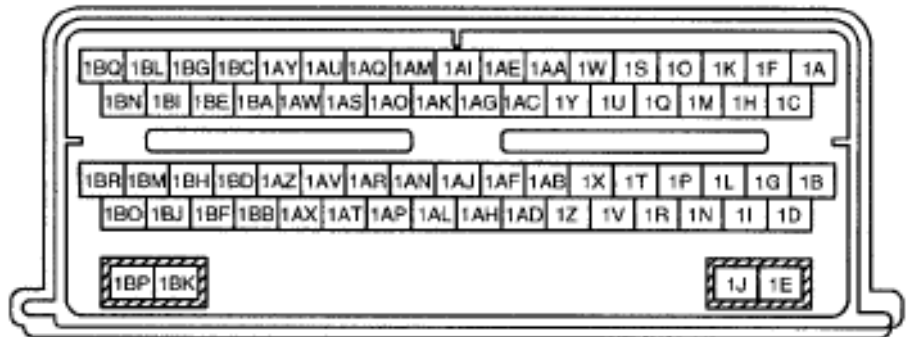 1BQ 1BL 1BG 1BC 1AY 1AU 1AQ 1AM 1AI 1AE 1AA 1W 1S 1O 1K 1F 1A
1BN 1BI 1BE 1BA 1AW 1AS 1AO 1AK 1AG 1AC 1Y 1U 1Q 1M 1H 1C
1BR 1BM 1BH 1BD 1AZ 1AV 1AR 1AN 1AJ 1AF 1AB 1X 1T 1P 1L 1G 1B
1BO 1BJ 1BF 1BB 1AX 1AT 1AP 1AL 1AH 1AD 1Z 1V 1R 1N 1I 1D
1BP 1BK 1J 1E